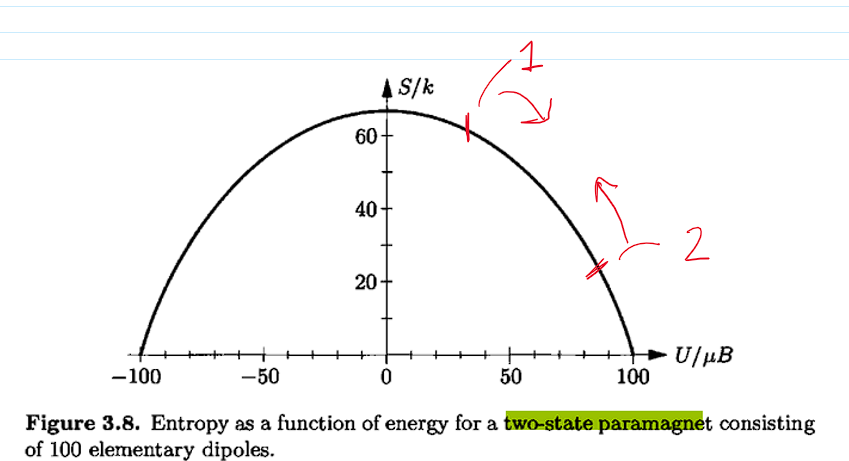 1
S/k
60
40
2
20
U/μB
−100 −50 0 50 100
Figure 3.8. Entropy as a function of energy for a two-state paramagnet consisting
of 100 elementary dipoles.